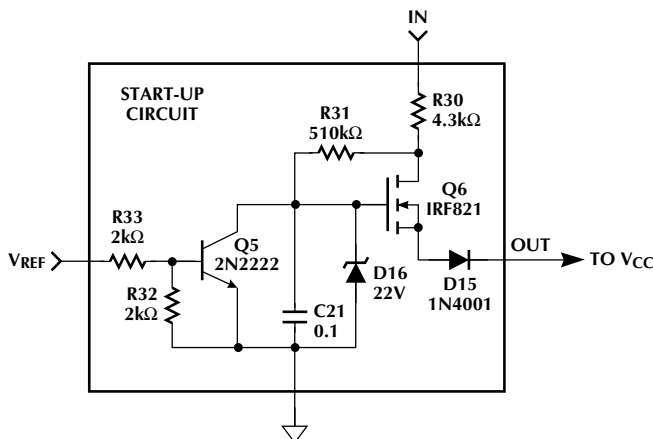 IN
START-UP
CIRCUIT
R31
510kΩ
R30
4.3kΩ
Q6
IRF821
R33
2kΩ
Q5
2N2222
VREF
OUT
TO VCC
D16
22V
D15
1N4001
R32
2kΩ
C21
0.1